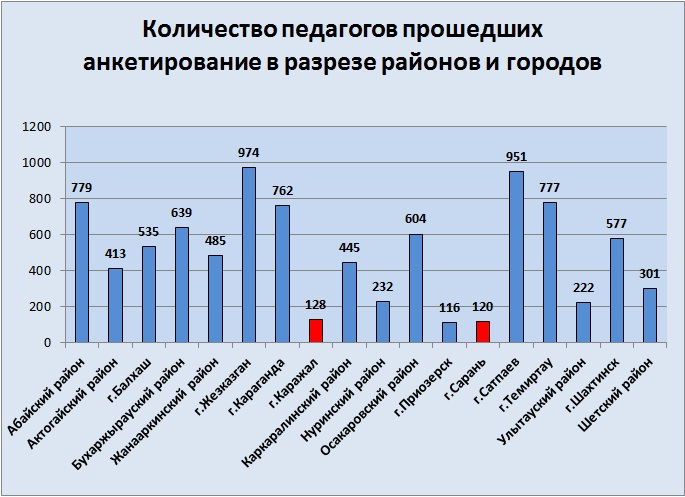 Количество педагогов прошедших
анкетирование в разрезе районов и городов
1200
1000
800
600
400
200
0
779
413
535
639
485
974
762
128
445
232
604
116
120
951
777
222
577
301
Абайский район
Актогайский район
г.Балхаш
Бухаржырауский район
Жанааркинский район
г.Жезказган
г.Караганда
г.Каражал
Каркаралинский район
Нуринский район
Осакаровский район
г.Приозерск
г.Сарань
г.Сатпаев
г.Темиртау
Улытауский район
г.Шахтинск
Шетский район